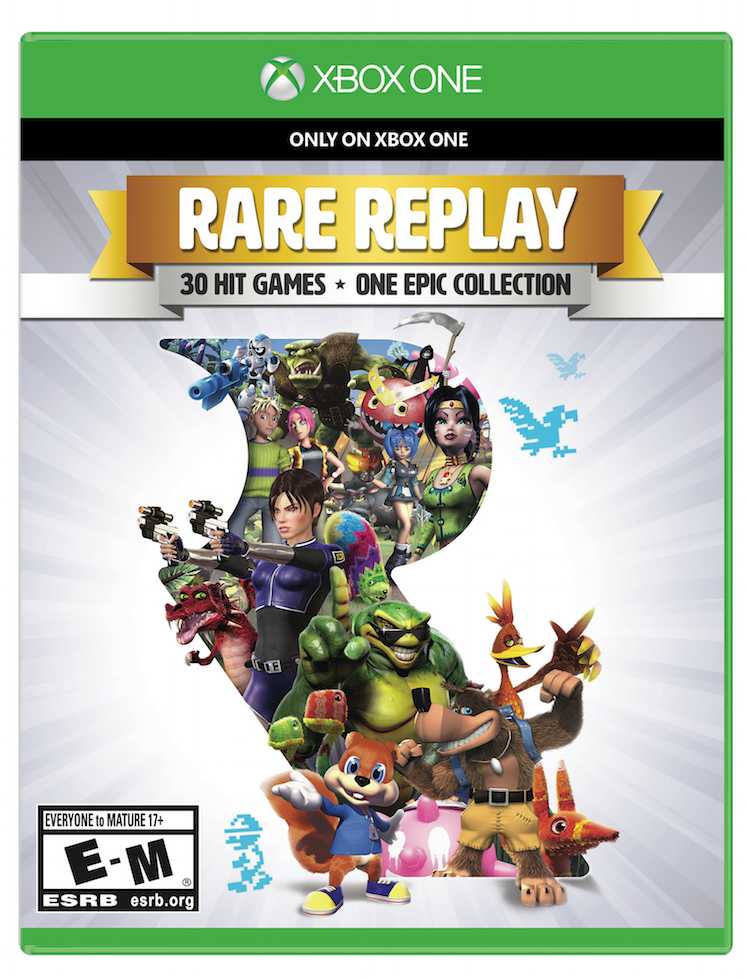 XBOX ONE
ONLY ON XBOX ONE
RARE REPLAY
30 HIT GAMES ★ ONE EPIC COLLECTION
EVERYONE to MATURE 17+
E-M
®
ESRB esrb.org